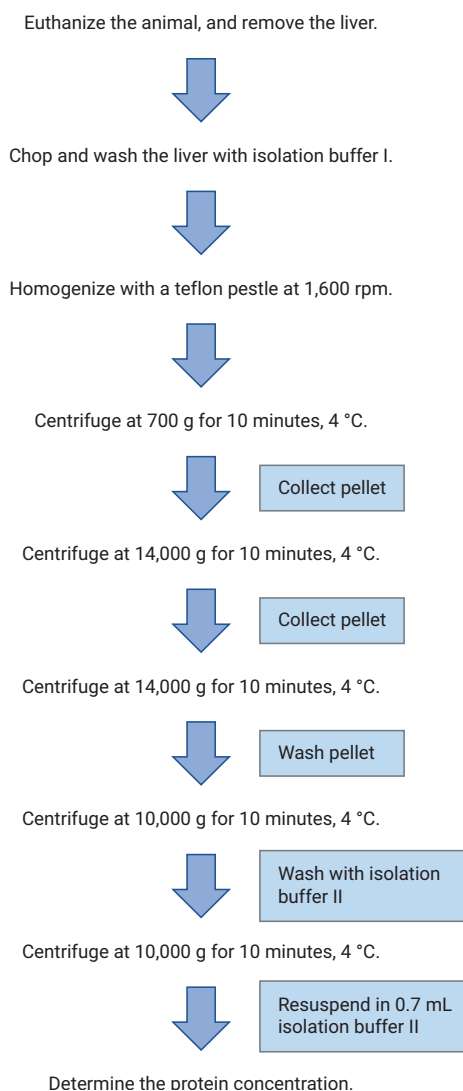 Euthanize the animal, and remove the liver.
Chop and wash the liver with isolation buffer I.
Homogenize with a teflon pestle at 1,600 rpm.
Centrifuge at 700 g for 10 minutes, 4 °C.
Collect pellet
Centrifuge at 14,000 g for 10 minutes, 4 °C.
Collect pellet
Centrifuge at 14,000 g for 10 minutes, 4 °C.
Wash pellet
Centrifuge at 10,000 g for 10 minutes, 4 °C.
Wash with isolation
buffer II
Centrifuge at 10,000 g for 10 minutes, 4 °C.
Resuspend in 0.7 mL
isolation buffer II
Determine the protein concentration.